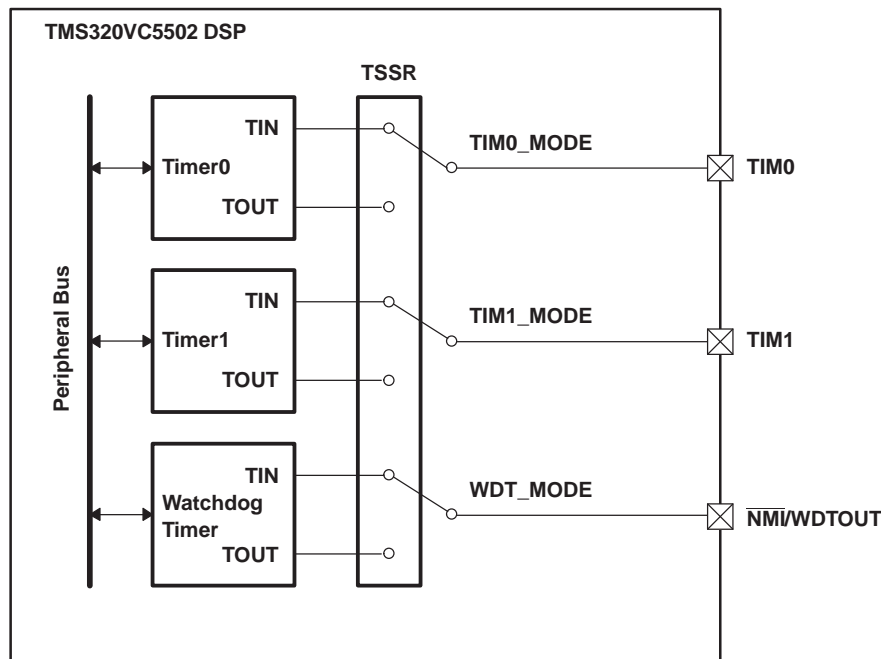 TMS320VC5502 DSP
TSSR
TIN
Timer0
TOUT
TIM0_MODE
TIM0
Peripheral Bus
TIN
Timer1
TOUT
TIM1_MODE
TIM1
TIN
Watchdog
Timer
TOUT
WDT_MODE
N̅M̅I̅/WDTOUT